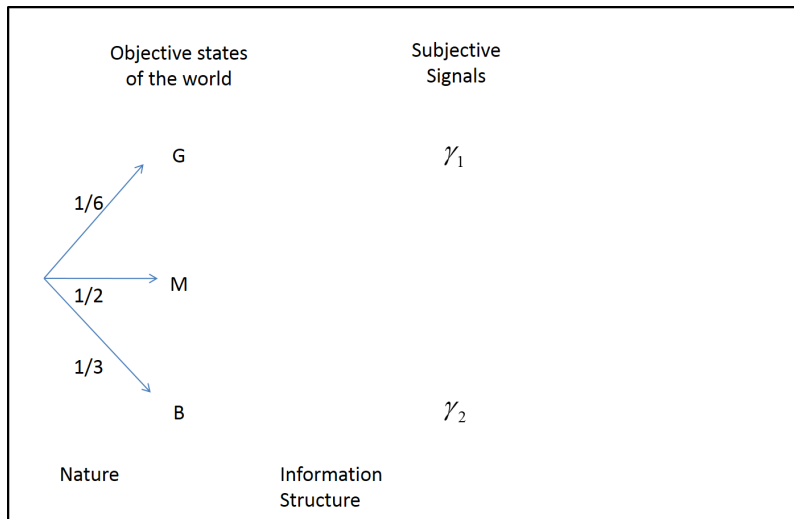 Objective states
of the world
Subjective
Signals
G
γ₁
1/6
M
1/2
1/3
B
γ₂
Nature
Information
Structure